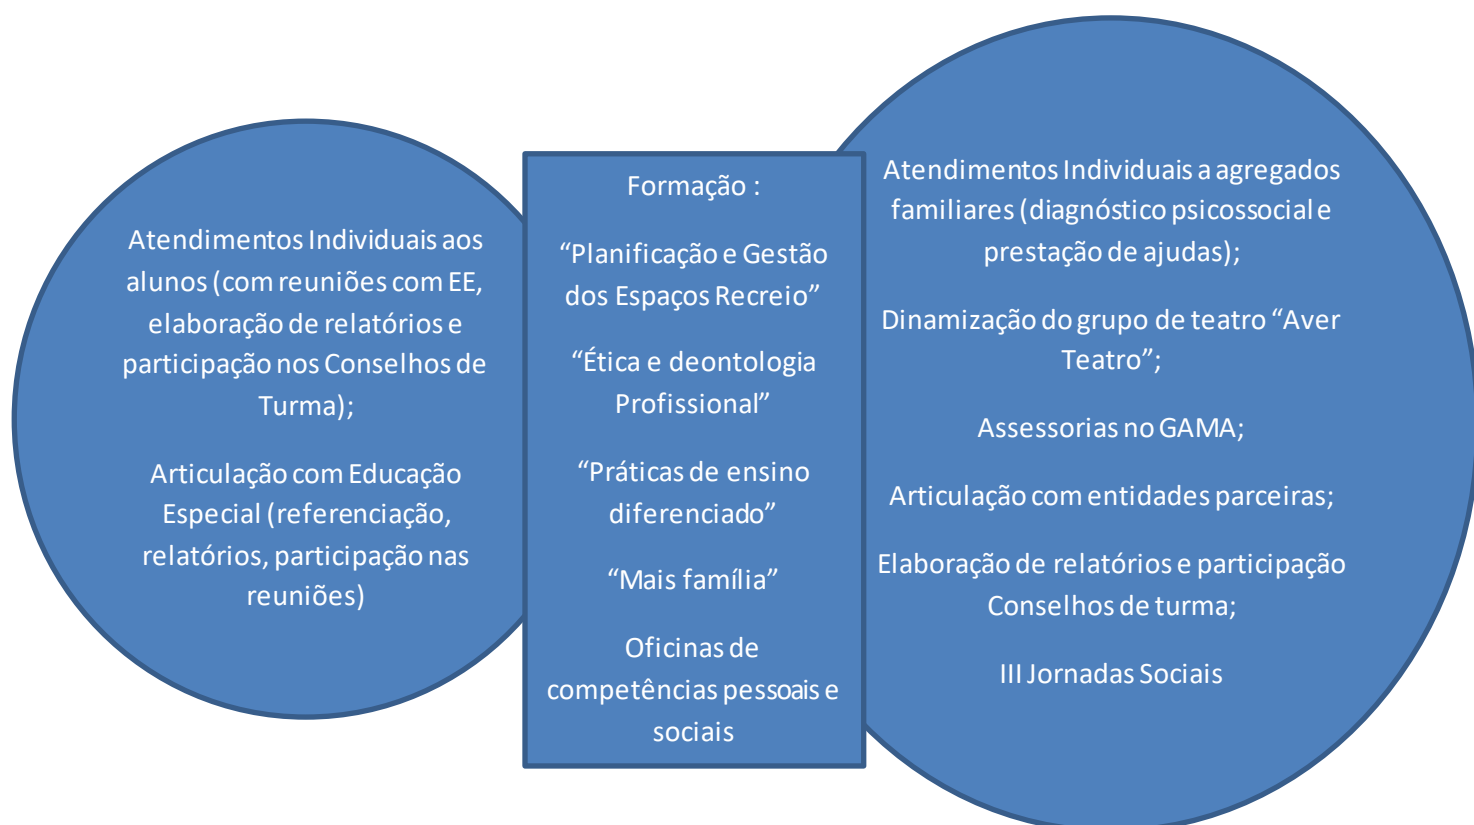 Atendimentos Individuais aos
alunos (com reuniões com EE,
elaboração de relatórios e
participação nos Conselhos de
Turma);
Articulação com Educação
Especial (referenciação,
relatórios, participação nas
reuniões)
Formação :
“Planificação e Gestão
dos Espaços Recreio”
“Ética e deontologia
Profissional”
“Práticas de ensino
diferenciado”
“Mais família”
Oficinas de
competências pessoais e
sociais
Atendimentos Individuais a agregados
familiares (diagnóstico psicossocial e
prestação de ajudas);
Dinamização do grupo de teatro “Aver
Teatro”;
Assessorias no GAMA;
Articulação com entidades parceiras;
Elaboração de relatórios e participação
Conselhos de turma;
III Jornadas Sociais